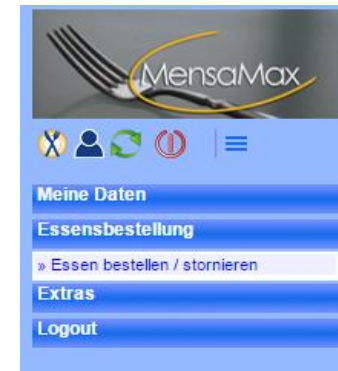 MensaMax
Meine Daten
Essensbestellung
» Essen bestellen / stornieren
Extras
Logout